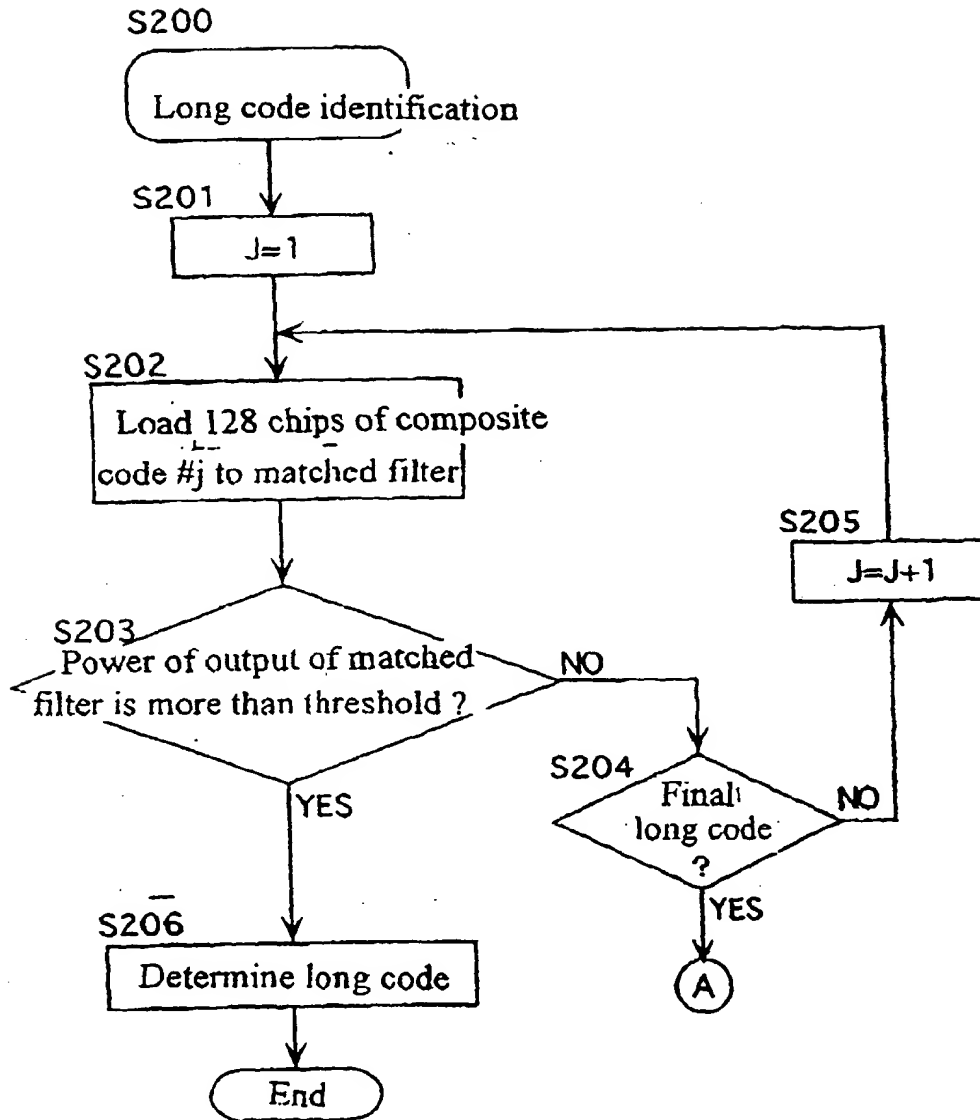 S200
Long code identification
S201
J=1
S202
Load 128 chips of composite
code #j to matched filter
S205
J=J+1
S203
Power of output of matched
filter is more than threshold ?
NO
S204
Final
long code
?
NO
YES
YES
A
S206
Determine long code
End